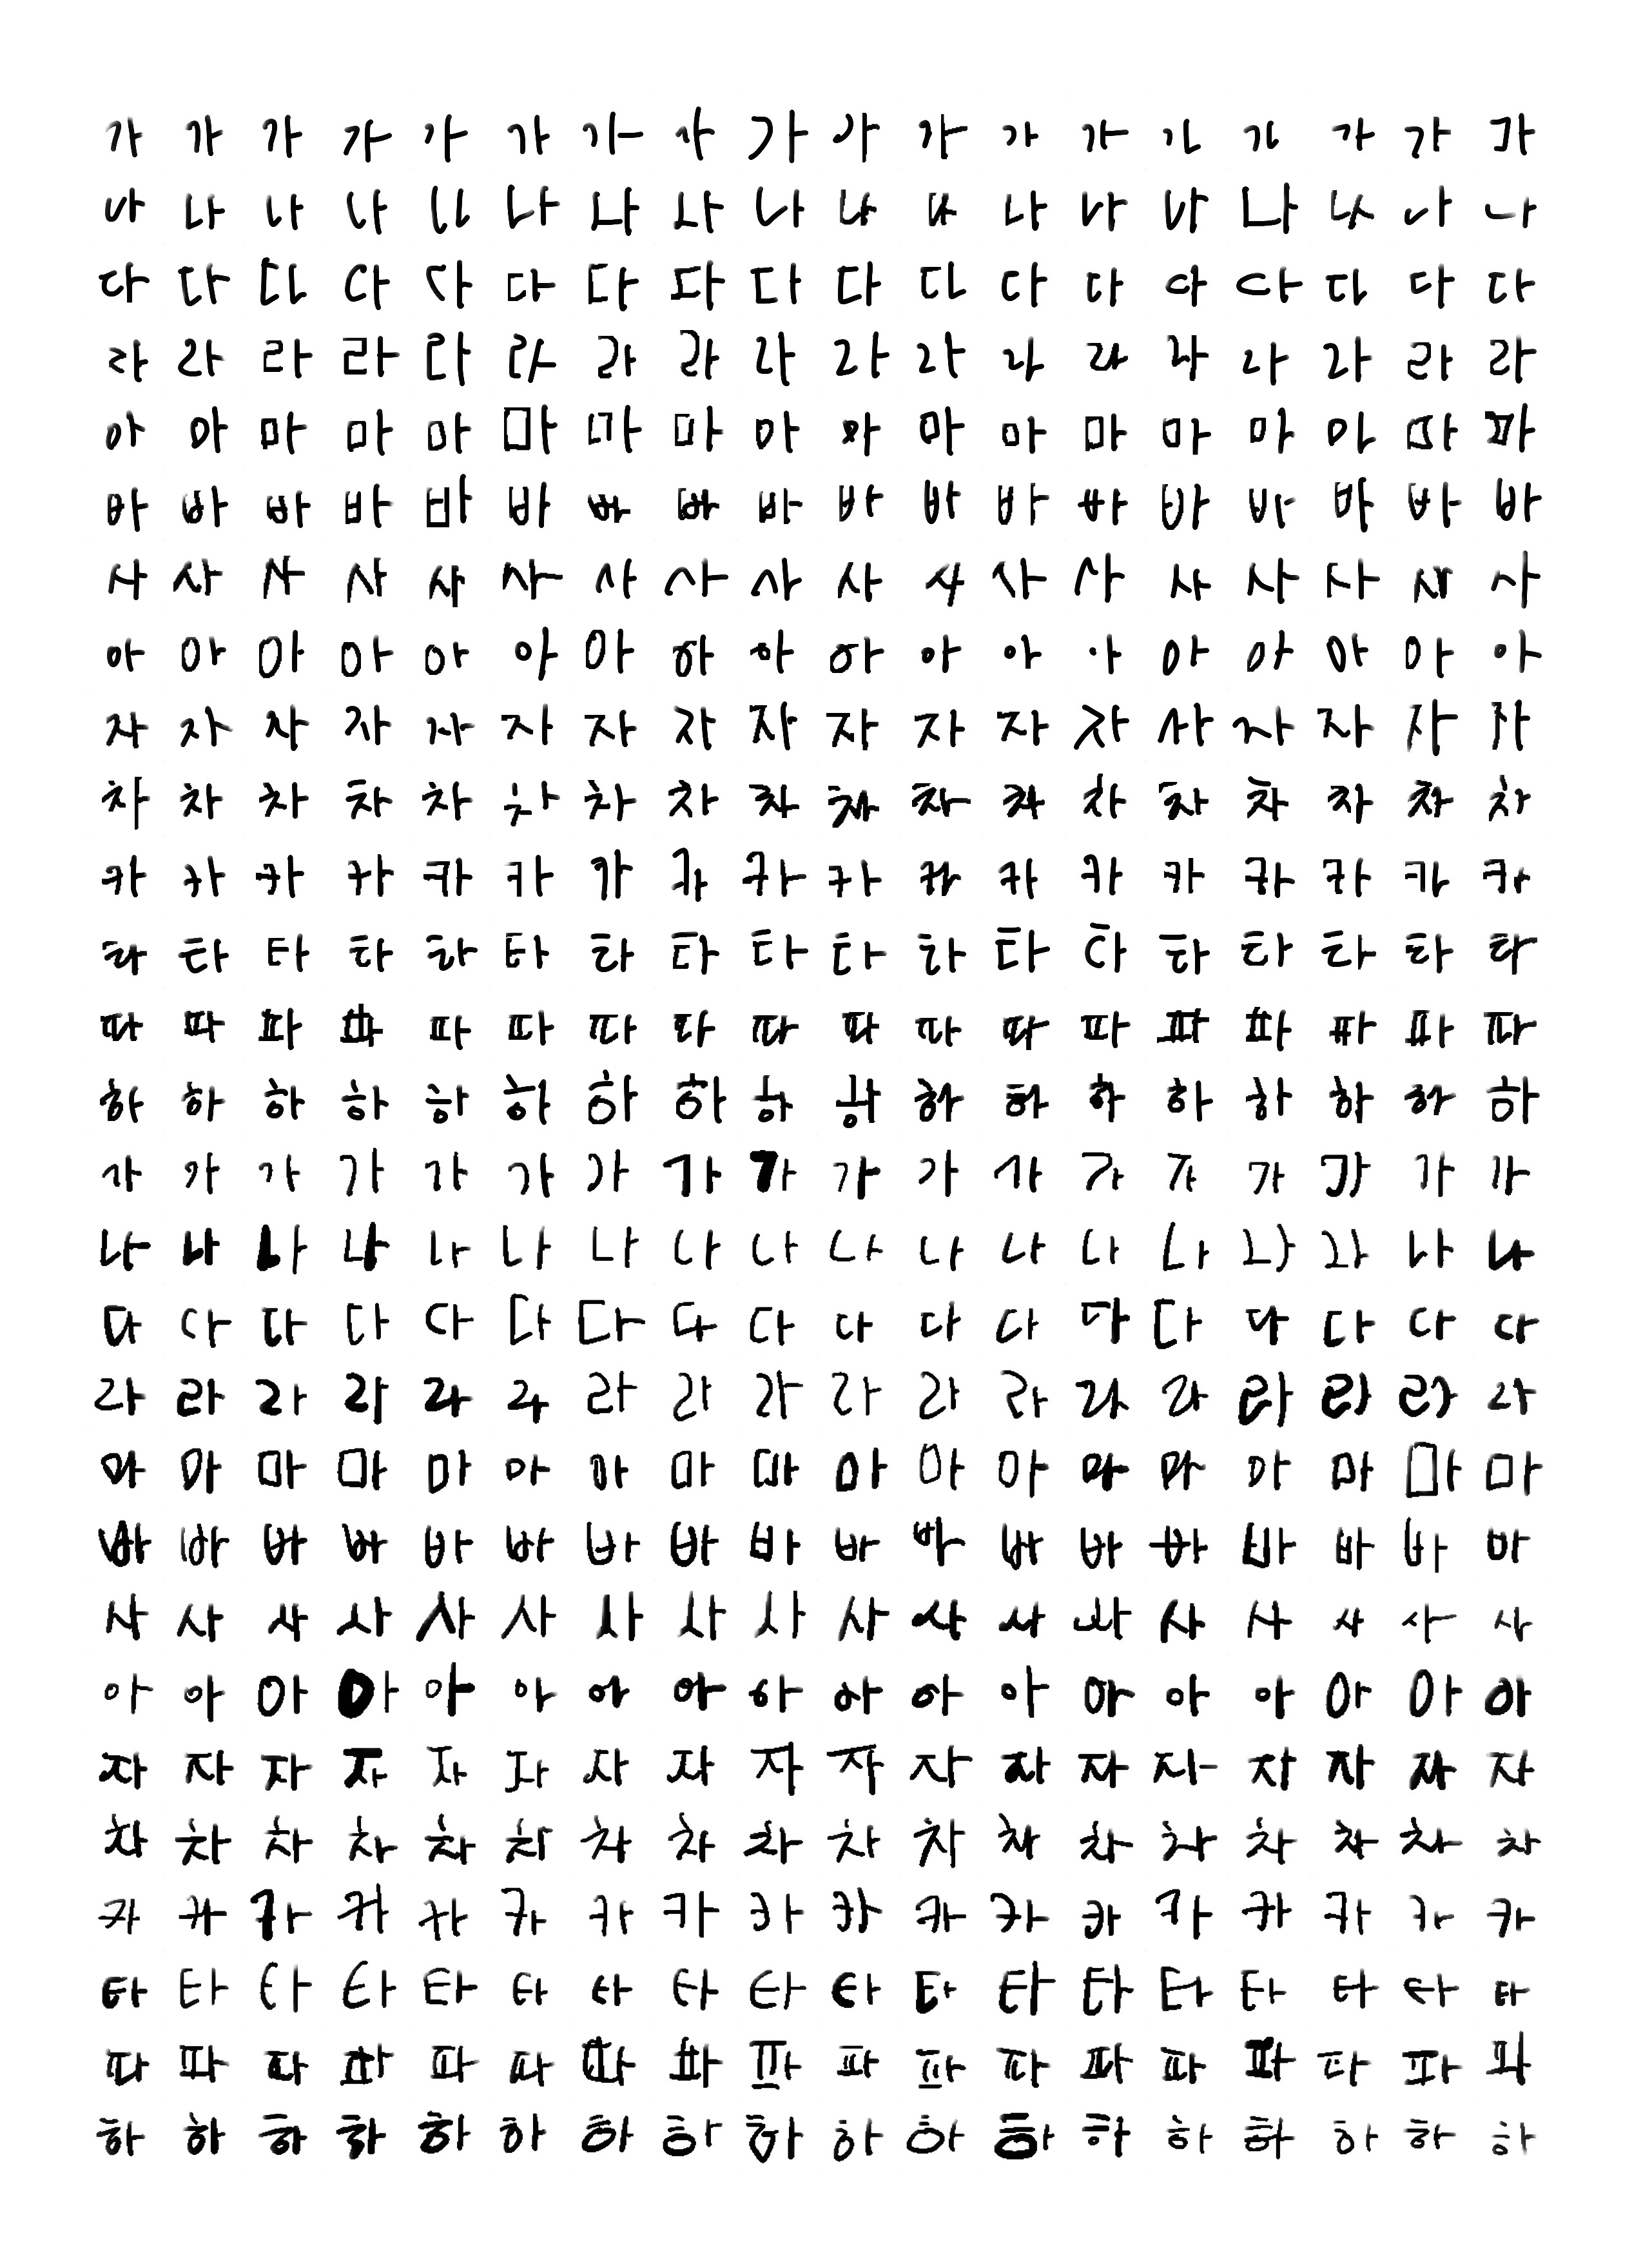 가 가 가 가 가 가 가 가 가 가 가 가 가 가 가 가 가 가
나 나 나 나 나 나 나 나 나 나 나 나 나 나 나 나 나 나
다 다 다 다 다 다 다 다 다 다 다 다 다 다 다 다 다 다
라 라 라 라 라 라 라 라 라 라 라 라 라 라 라 라 라 라
마 마 마 마 마 마 마 마 마 마 마 마 마 마 마 마 마 마
바 바 바 바 바 바 바 바 바 바 바 바 바 바 바 바 바 바
사 사 사 사 사 사 사 사 사 사 사 사 사 사 사 사 사 사
아 아 아 아 아 아 아 아 아 아 아 아 아 아 아 아 아 아
자 자 자 자 자 자 자 자 자 자 자 자 자 자 자 자 자 자
차 차 차 차 차 차 차 차 차 차 차 차 차 차 차 차 차 차
카 카 카 카 카 카 카 카 카 카 카 카 카 카 카 카 카 카
타 타 타 타 타 타 타 타 타 타 타 타 타 타 타 타 타 타
파 파 파 파 파 파 파 파 파 파 파 파 파 파 파 파 파 파
하 하 하 하 하 하 하 하 하 하 하 하 하 하 하 하 하 하
가 가 가 가 가 가 가 가 가 가 가 가 가 가 가 가 가 가
나 나 나 나 나 나 나 나 나 나 나 나 나 나 나 나 나 나
다 다 다 다 다 다 다 다 다 다 다 다 다 다 다 다 다 다
라 라 라 라 라 라 라 라 라 라 라 라 라 라 라 라 라 라
마 마 마 마 마 마 마 마 마 마 마 마 마 마 마 마 마 마
바 바 바 바 바 바 바 바 바 바 바 바 바 바 바 바 바 바
사 사 사 사 사 사 사 사 사 사 사 사 사 사 사 사 사 사
아 아 아 아 아 아 아 아 아 아 아 아 아 아 아 아 아 아
자 자 자 자 자 자 자 자 자 자 자 자 자 자 자 자 자 자
차 차 차 차 차 차 차 차 차 차 차 차 차 차 차 차 차 차
카 카 카 카 카 카 카 카 카 카 카 카 카 카 카 카 카 카
타 타 타 타 타 타 타 타 타 타 타 타 타 타 타 타 타 타
파 파 파 파 파 파 파 파 파 파 파 파 파 파 파 파 파 파
하 하 하 하 하 하 하 하 하 하 하 하 하 하 하 하 하 하